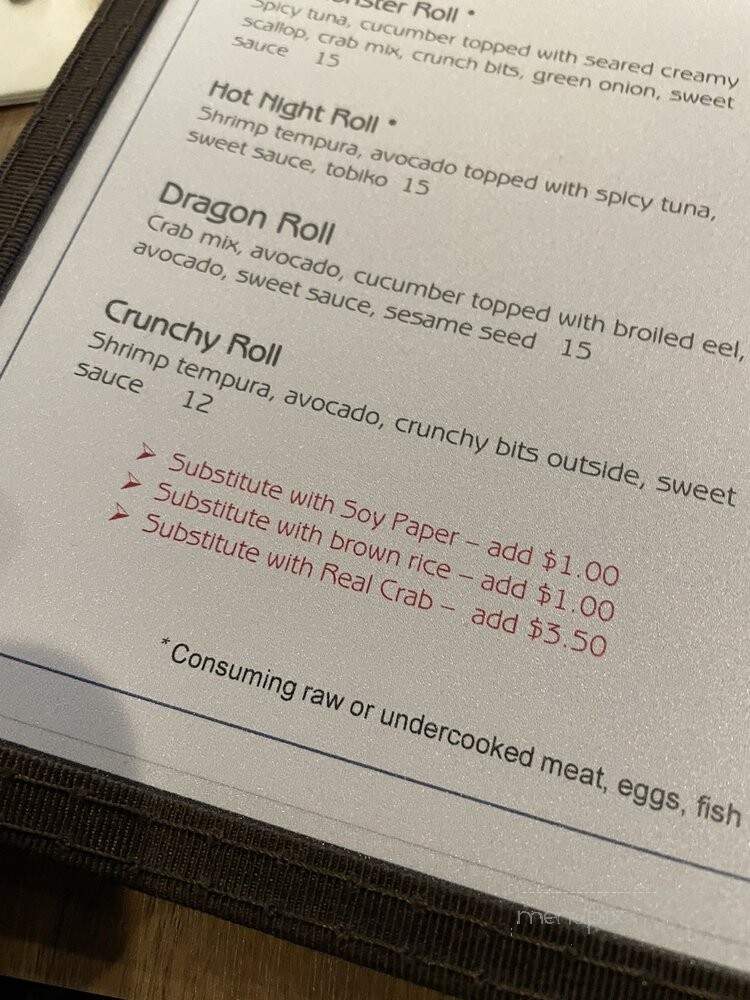 Roll •
Spicy tuna, cucumber topped with seared creamy
scallop, crab mix, crunch bits, green onion, sweet
sauce 15
Hot Night Roll •
Shrimp tempura, avocado topped with spicy tuna,
sweet sauce, tobiko 15
Dragon Roll
Crab mix, avocado, cucumber topped with broiled eel,
avocado, sweet sauce, sesame seed 15
Crunchy Roll
Shrimp tempura, avocado, crunchy bits outside, sweet
sauce 12
➢ Substitute with Soy Paper – add $1.00
➢ Substitute with brown rice – add $1.00
➢ Substitute with Real Crab – add $3.50
*Consuming raw or undercooked meat, eggs, fish
menupix